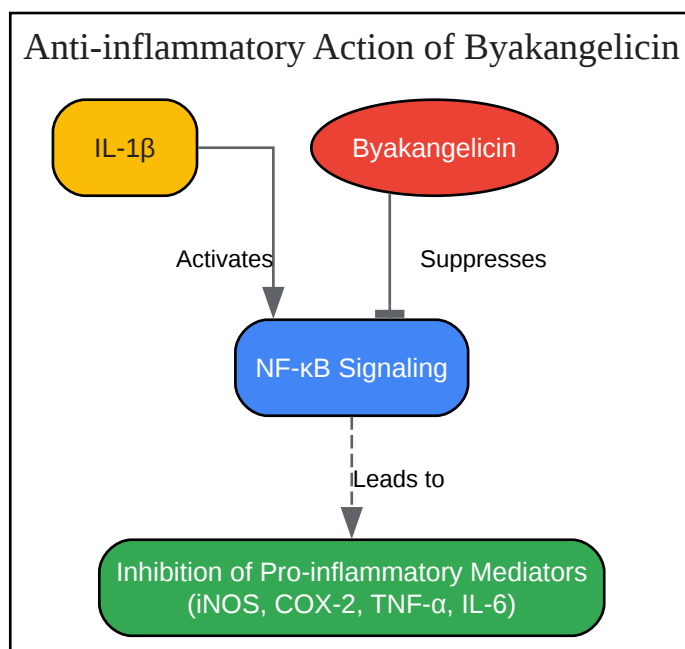 Anti-inflammatory Action of Byakangelicin
IL-1β
Byakangelicin
Activates
Suppresses
NF-κB Signaling
Leads to
Inhibition of Pro-inflammatory Mediators
(iNOS, COX-2, TNF-α, IL-6)